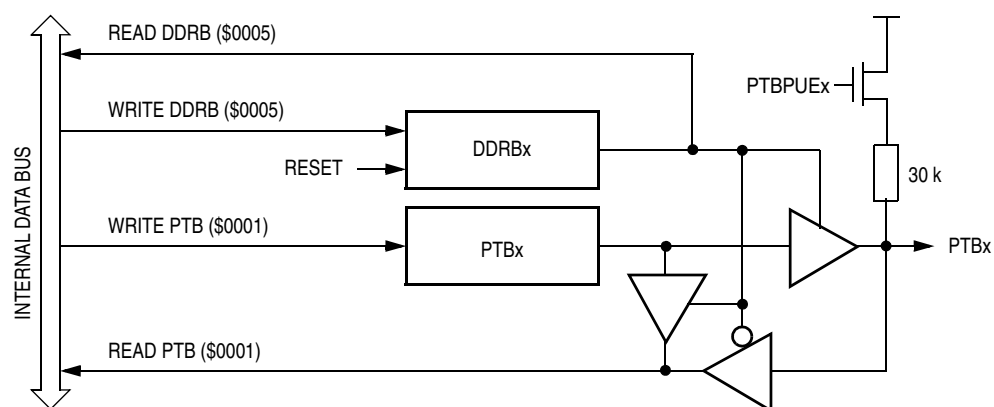 READ DDRB ($0005)
PTBPUEx
WRITE DDRB ($0005)
DDRBx
RESET
30 k
WRITE PTB ($0001)
PTBx
PTBx
INTERNAL DATA BUS
READ PTB ($0001)